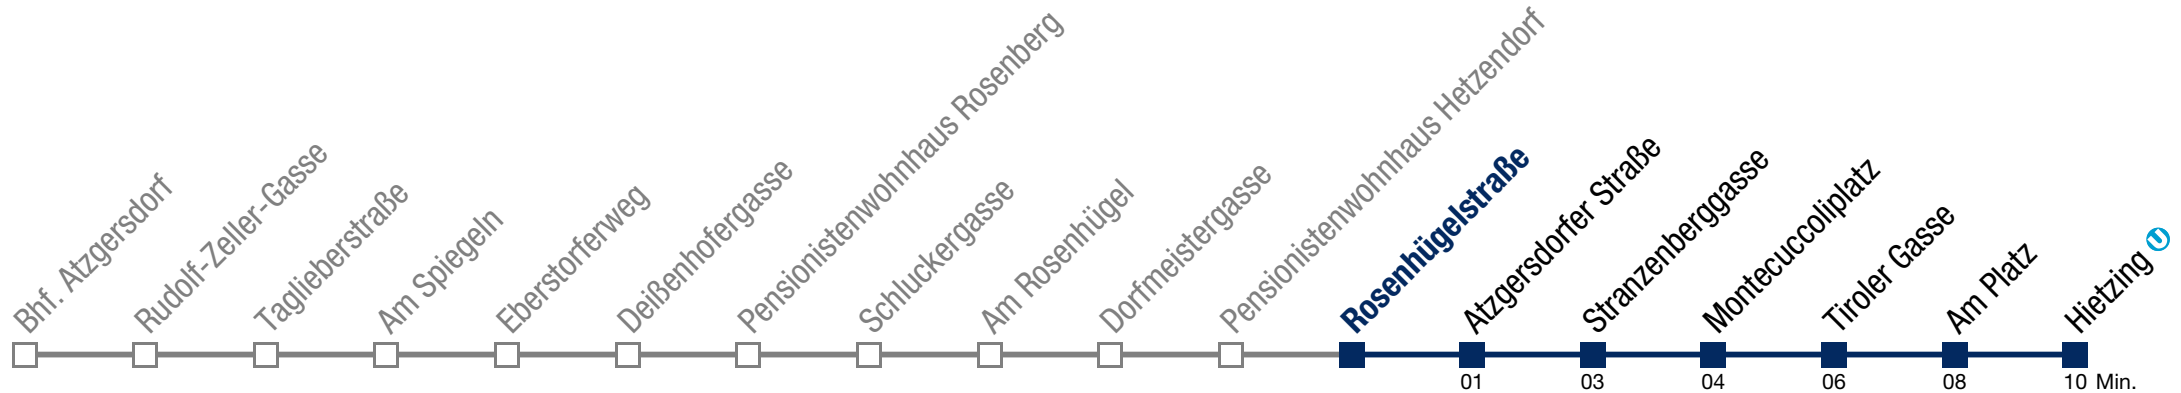 Bhf. Atzgersdorf
Rudolf-Zeller-Gasse
Taglieberstraße
Am Spiegeln
Eberstorferweg
Deißenhofergasse
Pensionistenwohnhaus Rosenberg
Schluckergasse
Am Rosenhügel
Dorfmeistergasse
Pensionistenwohnhaus Hetzendorf
Rosenhügelstraße
Atzgersdorfer Straße
Stranzenberggasse
Montecuccoliplatz
Tiroler Gasse
Am Platz
Hietzing U
01 03 04 06 08 10 Min.